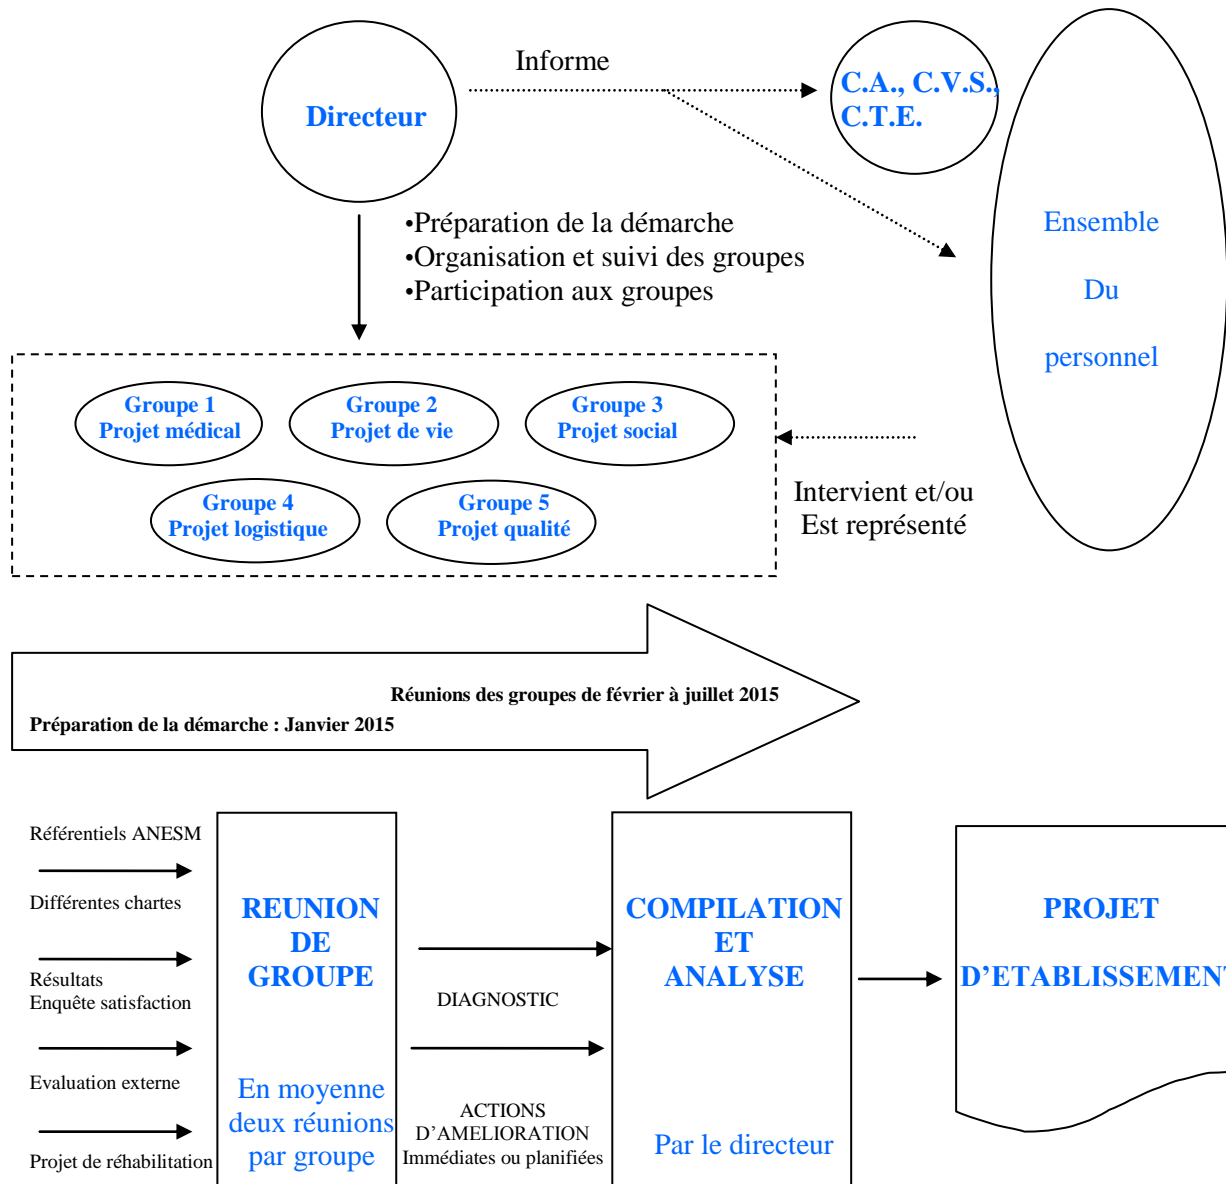 Informe
Directeur
C.A., C.V.S.,
C.T.E.
•Préparation de la démarche
•Organisation et suivi des groupes
•Participation aux groupes
Ensemble
Du
personnel
Groupe 1
Projet médical
Groupe 2
Projet de vie
Groupe 3
Projet social
Groupe 4
Projet logistique
Groupe 5
Projet qualité
Intervient et/ou
Est représenté
Réunions des groupes de février à juillet 2015
Préparation de la démarche : Janvier 2015
Référentiels ANESM
Différentes chartes
Résultats
Enquête satisfaction
Evaluation externe
Projet de réhabilitation
REUNION
DE
GROUPE
En moyenne
deux réunions
par groupe
DIAGNOSTIC
ACTIONS
D’AMELIORATION
Immédiates ou planifiées
COMPILATION
ET
ANALYSE
Par le directeur
PROJET
D’ETABLISSEMENT